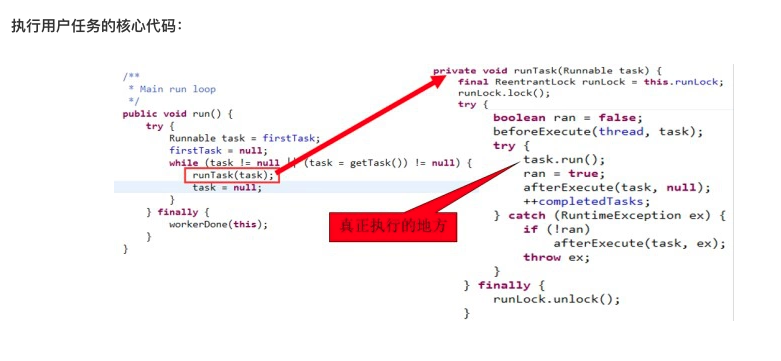 执行用户任务的核心代码：
/**
 * Main run loop
 */
public void run() {
    try {
        Runnable task = firstTask;
        firstTask = null;
        while (task != null || (task = getTask()) != null) {
            runTask(task);
            task = null;
        }
    } finally {
        workerDone(this);
    }
}
private void runTask(Runnable task) {
    final ReentrantLock runLock = this.runLock;
    runLock.lock();
    try {
        boolean ran = false;
        beforeExecute(thread, task);
        try {
            task.run();
            ran = true;
            afterExecute(task, null);
            ++completedTasks;
        } catch (RuntimeException ex) {
            if (!ran)
                afterExecute(task, ex);
            throw ex;
        }
    } finally {
        runLock.unlock();
    }
真正执行的地方